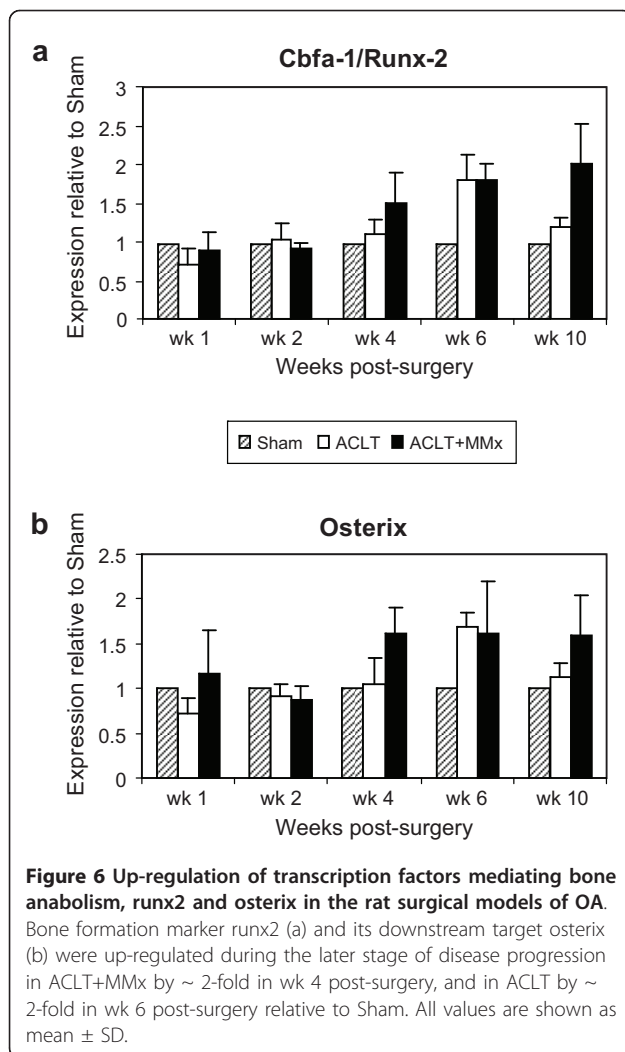 a
Cbfa-1/Runx-2
Expression relative to Sham
3
2.5
2
1.5
1
0.5
0
wk 1 wk 2 wk 4 wk 6 wk 10
Weeks post-surgery
Sham ACLT ACLT+MMx
b
Osterix
Expression relative to Sham
2.5
2
1.5
1
0.5
0
wk 1 wk 2 wk 4 wk 6 wk 10
Weeks post-surgery
Figure 6 Up-regulation of transcription factors mediating bone
anabolism, runx2 and osterix in the rat surgical models of OA.
Bone formation marker runx2 (a) and its downstream target osterix
(b) were up-regulated during the later stage of disease progression
in ACLT+MMx by ~ 2-fold in wk 4 post-surgery, and in ACLT by ~
2-fold in wk 6 post-surgery relative to Sham. All values are shown as
mean ± SD.